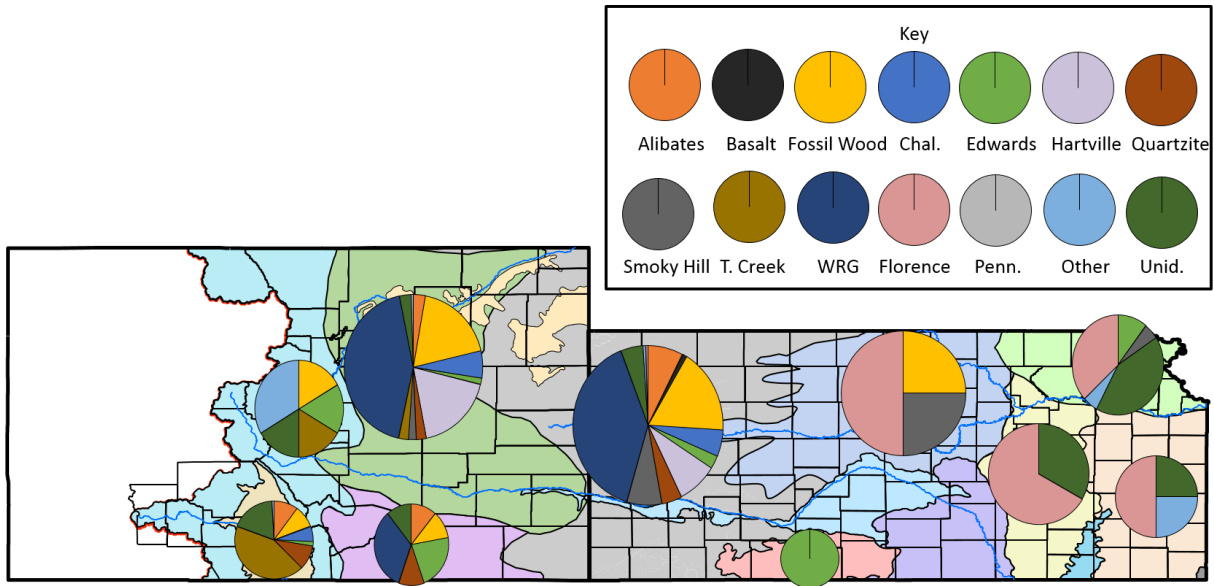 Key
Alibates Basalt Fossil Wood Chal. Edwards Hartville Quartzite
Smoky Hill T. Creek WRG Florence Penn. Other Unid.